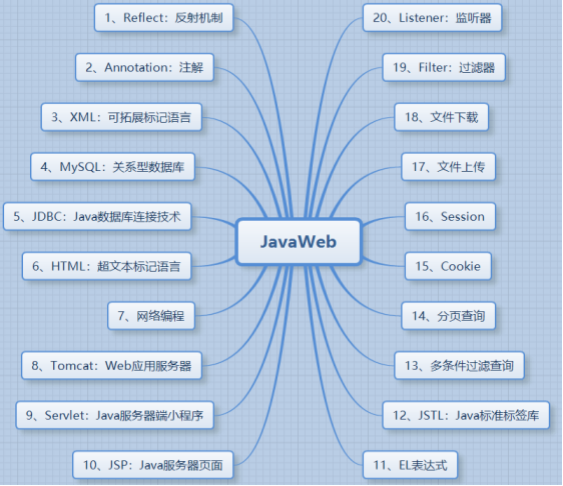 1、Reflect：反射机制
2、Annotation：注解
3、XML：可拓展标记语言
4、MySQL：关系型数据库
5、JDBC：Java数据库连接技术
6、HTML：超文本标记语言
7、网络编程
8、Tomcat：Web应用服务器
9、Servlet：Java服务器端小程序
10、JSP：Java服务器页面
JavaWeb
20、Listener：监听器
19、Filter：过滤器
18、文件下载
17、文件上传
16、Session
15、Cookie
14、分页查询
13、多条件过滤查询
12、JSTL：Java标准标签库
11、EL表达式